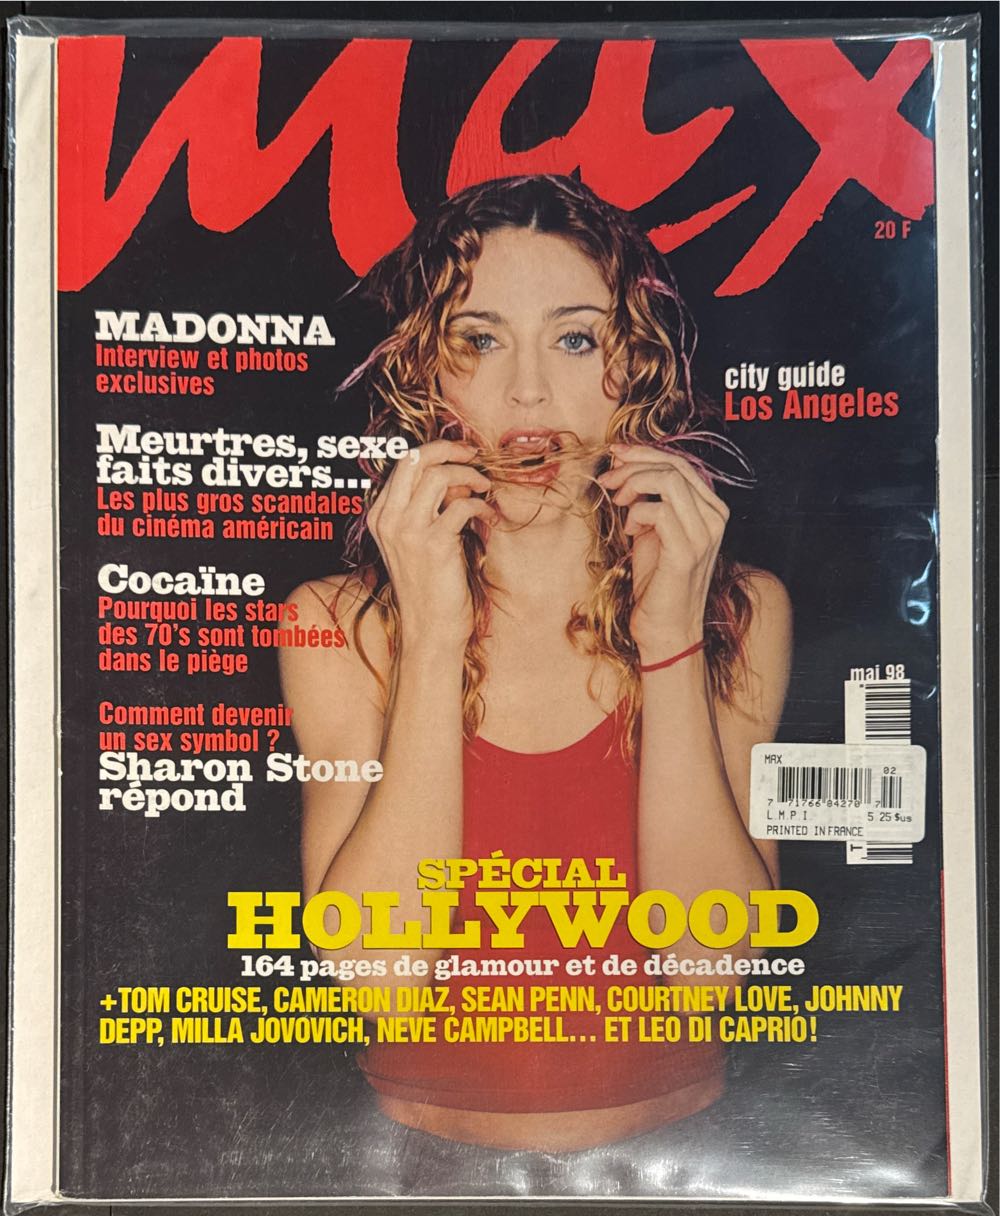 max
20 F
MADONNA
Interview et photos
exclusives
city guide
Los Angeles
Meurtres, sexe,
faits divers...
Les plus gros scandales
du cinéma américain
Cocaïne
Pourquoi les stars
des 70's sont tombées
dans le piège
Comment devenir
un sex symbol ?
Sharon Stone
répond
mai 98
MAX
02
7 71766 84270 7
L.M.P.I. 5 25 $us
PRINTED IN FRANCE
T
SPÉCIAL
HOLLYWOOD
164 pages de glamour et de décadence
+TOM CRUISE, CAMERON DIAZ, SEAN PENN, COURTNEY LOVE, JOHNNY
DEPP, MILLA JOVOVICH, NEVE CAMPBELL... ET LEO DI CAPRIO!